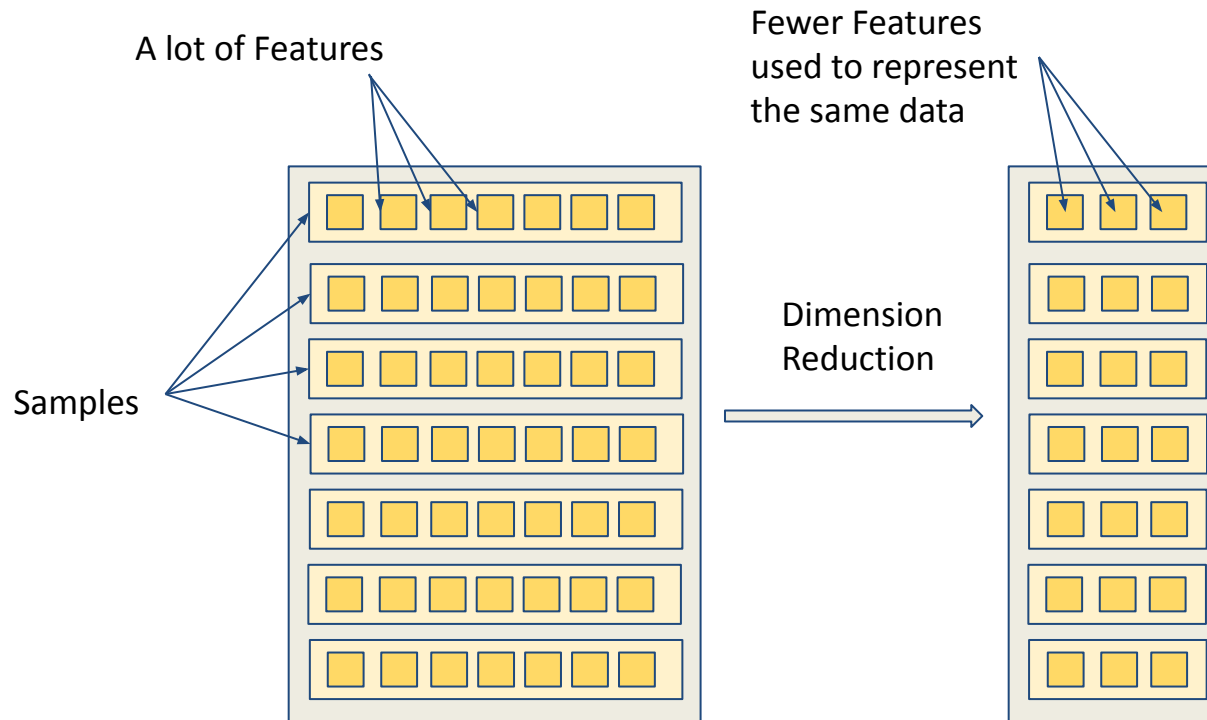 A lot of Features
Fewer Features
used to represent
the same data
Dimension
Reduction
Samples